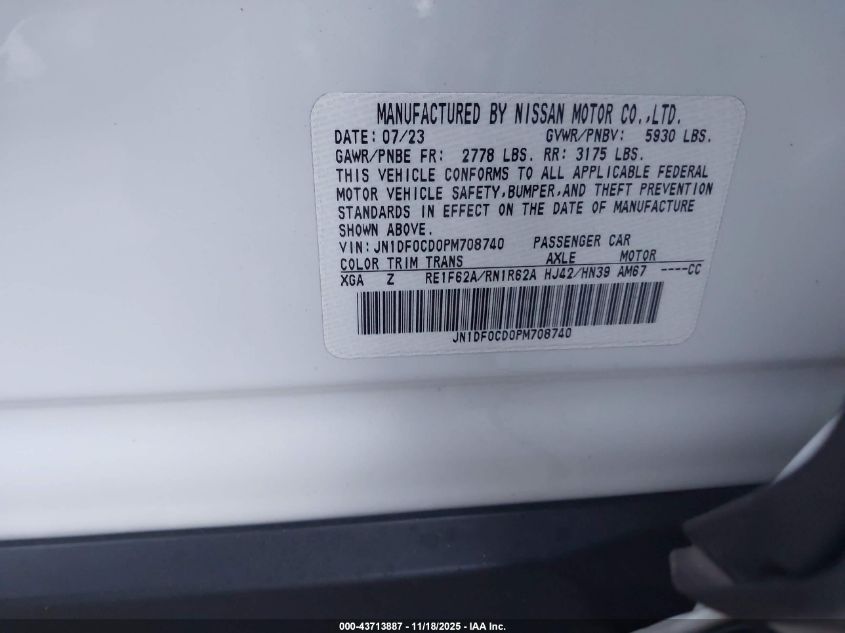 MANUFACTURED BY NISSAN MOTOR CO.,LTD.
DATE: 07/23 GVWR/PNBV: 5930 LBS.
GAWR/PNBE FR: 2778 LBS. RR: 3175 LBS.
THIS VEHICLE CONFORMS TO ALL APPLICABLE FEDERAL
MOTOR VEHICLE SAFETY,BUMPER,AND THEFT PREVENTION
STANDARDS IN EFFECT ON THE DATE OF MANUFACTURE
SHOWN ABOVE.
VIN:JN1DF0CD0PM708740 PASSENGER CAR
COLOR TRIM TRANS AXLE MOTOR
XGA Z RE1F62A/RN1R62A HJ42/HN39 AM67 ----CC
JN1DF0CD0PM708740
000-43713887 - 11/18/2025 - IAA Inc.